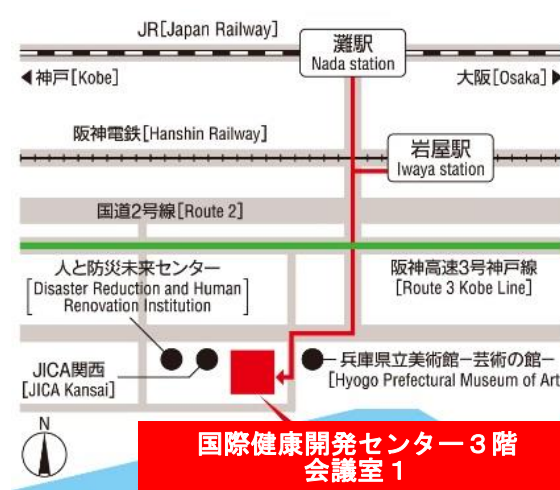 JR[Japan Railway]
灘駅
Nada station
神戸[Kobe]
大阪[Osaka]
阪神電鉄[Hanshin Railway]
岩屋駅
Iwaya station
国道2号線[Route 2]
人と防災未来センター
[Disaster Reduction and Human
Renovation Institution]
阪神高速3号神戸線
[Route 3 Kobe Line]
JICA関西
[JICA Kansai]
兵庫県立美術館−芸術の館−
[Hyogo Prefectural Museum of Art
N
国際健康開発センター３階
会議室１